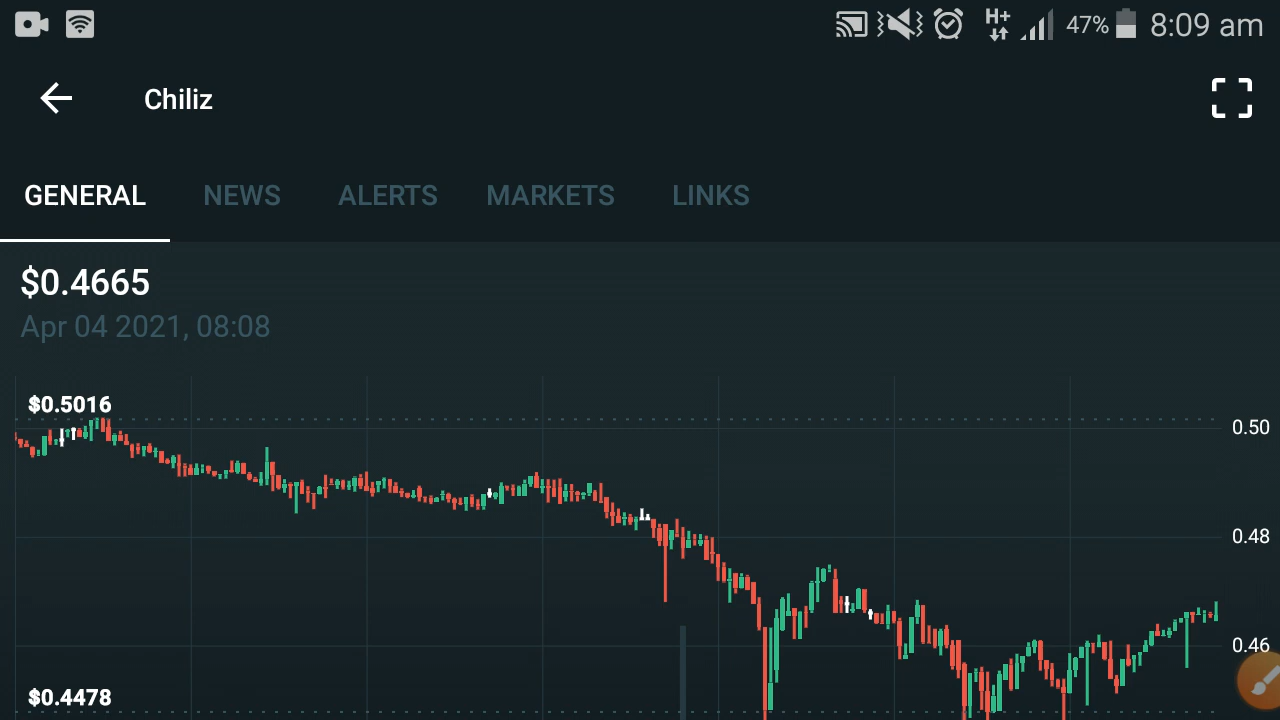 H+ 47% 8:09 am
Chiliz
GENERAL NEWS ALERTS MARKETS LINKS
$0.4665
Apr 04 2021, 08:08
$0.5016
0.50
0.48
0.46
$0.4478